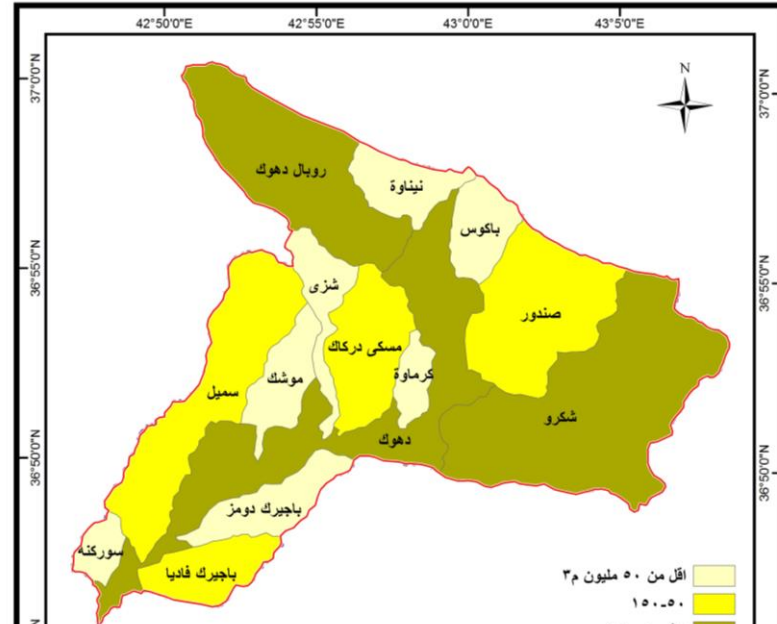 42°50'0"E
42°55'0"E
43°0'0"E
43°5'0"E
37°0'0"N
37°0'0"N
N
روبال دهوك
نيناوة
باكوس
36°55'0"N
36°55'0"N
شزى
صندور
مسكى دركاك
كرماوة
موشك
سميل
شكرو
دهوك
36°50'0"N
36°50'0"N
باجيرك دومز
سوركنه
باجيرك فاديا
اقل من ٥٠ مليون م٣
٥٠-١٥٠